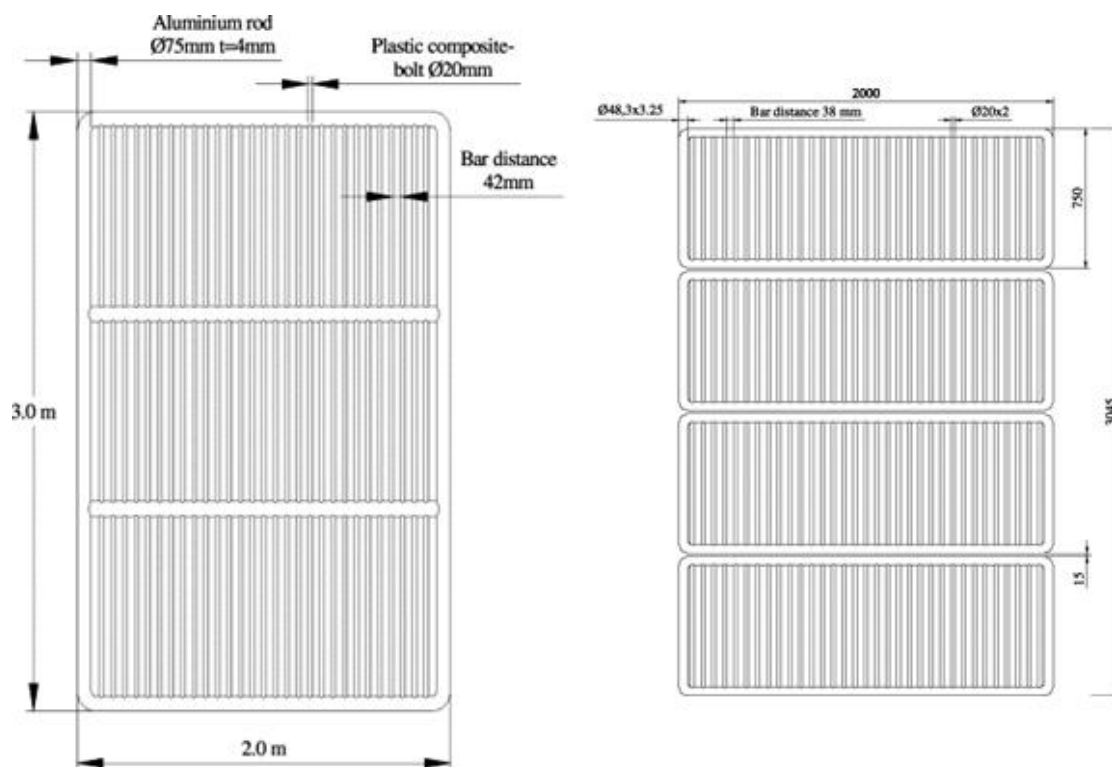 Aluminium rod
Ø75mm t=4mm
Plastic composite-
bolt Ø20mm
Bar distance
42mm
3.0 m
2.0 m
2000
Ø48,3x3.25
Bar distance 38 mm
Ø20x2
750
15
3045